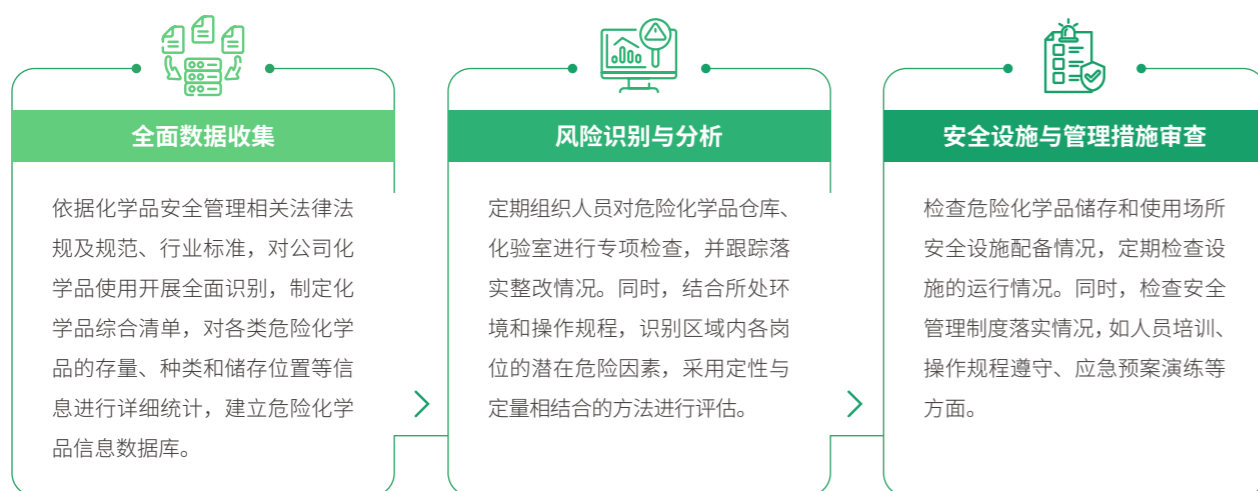 全面数据收集
依据化学品安全管理相关法律法
规及规范、行业标准，对公司化
学品使用开展全面识别，制定化
学品综合清单，对各类危险化学
品的存量、种类和储存位置等信
息进行详细统计，建立危险化学
品信息数据库。
风险识别与分析
定期组织人员对危险化学品仓库、
化验室进行专项检查，并跟踪落
实整改情况。同时，结合所处环
境和操作规程，识别区域内各岗
位的潜在危险因素，采用定性与
定量相结合的方法进行评估。
安全设施与管理措施审查
检查危险化学品储存和使用场所
安全设施配备情况，定期检查设
施的运行情况。同时，检查安全
管理制度落实情况，如人员培训、
操作规程遵守、应急预案演练等
方面。